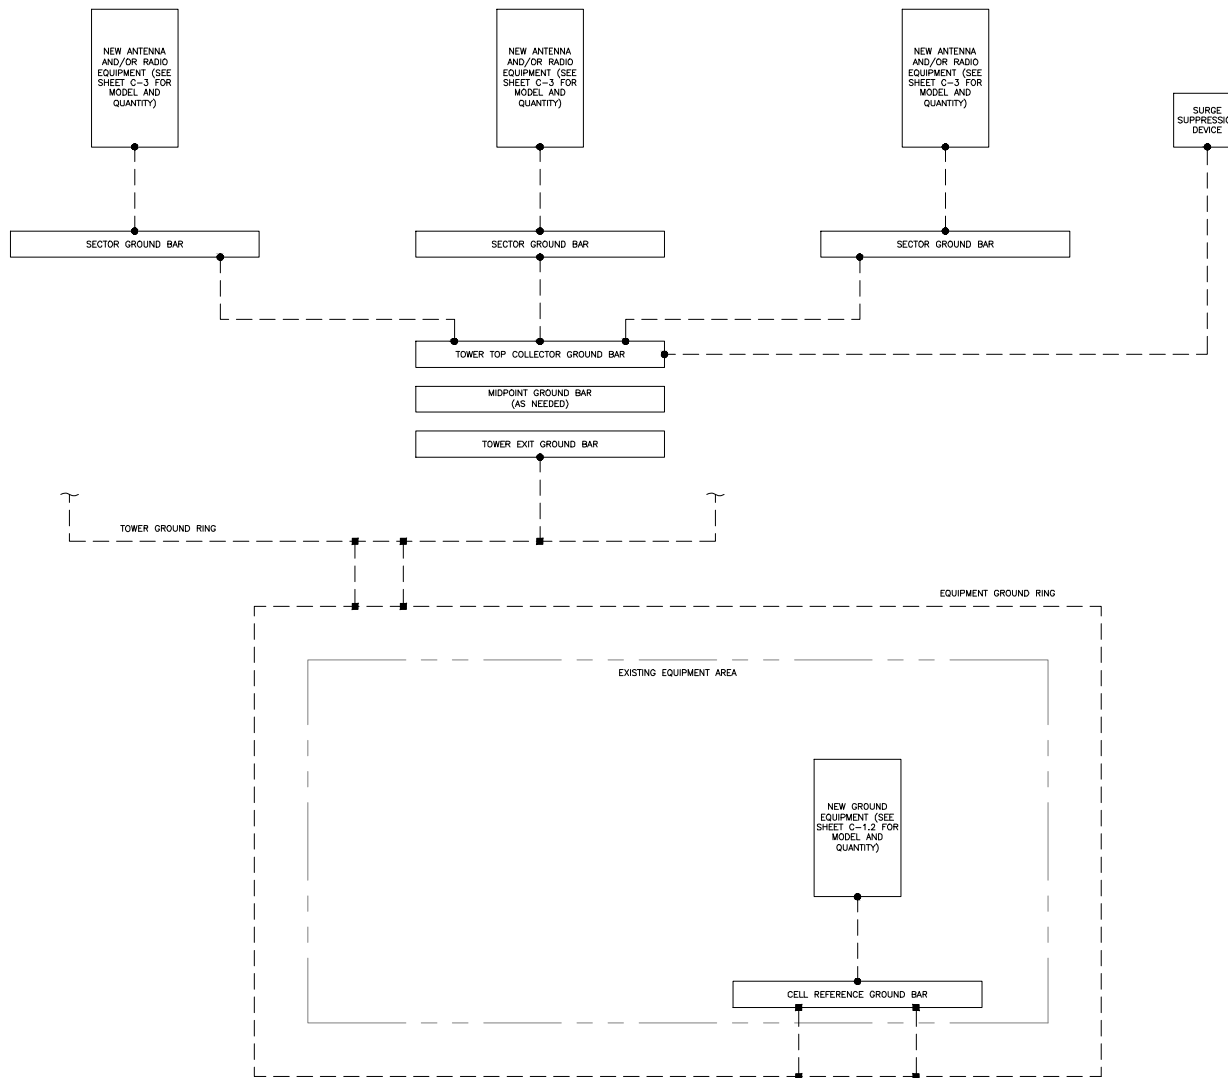 NEW ANTENNA
AND/OR RADIO
EQUIPMENT (SEE
SHEET C-3 FOR
MODEL AND
QUANTITY)
NEW ANTENNA
AND/OR RADIO
EQUIPMENT (SEE
SHEET C-3 FOR
MODEL AND
QUANTITY)
NEW ANTENNA
AND/OR RADIO
EQUIPMENT (SEE
SHEET C-3 FOR
MODEL AND
QUANTITY)
SURGE
SUPPRESSIO
DEVICE
SECTOR GROUND BAR
SECTOR GROUND BAR
SECTOR GROUND BAR
TOWER TOP COLLECTOR GROUND BAR
MIDPOINT GROUND BAR
(AS NEEDED)
TOWER EXIT GROUND BAR
TOWER GROUND RING
EQUIPMENT GROUND RING
EXISTING EQUIPMENT AREA
NEW GROUND
EQUIPMENT (SEE
SHEET C-1.2 FOR
MODEL AND
QUANTITY)
CELL REFERENCE GROUND BAR